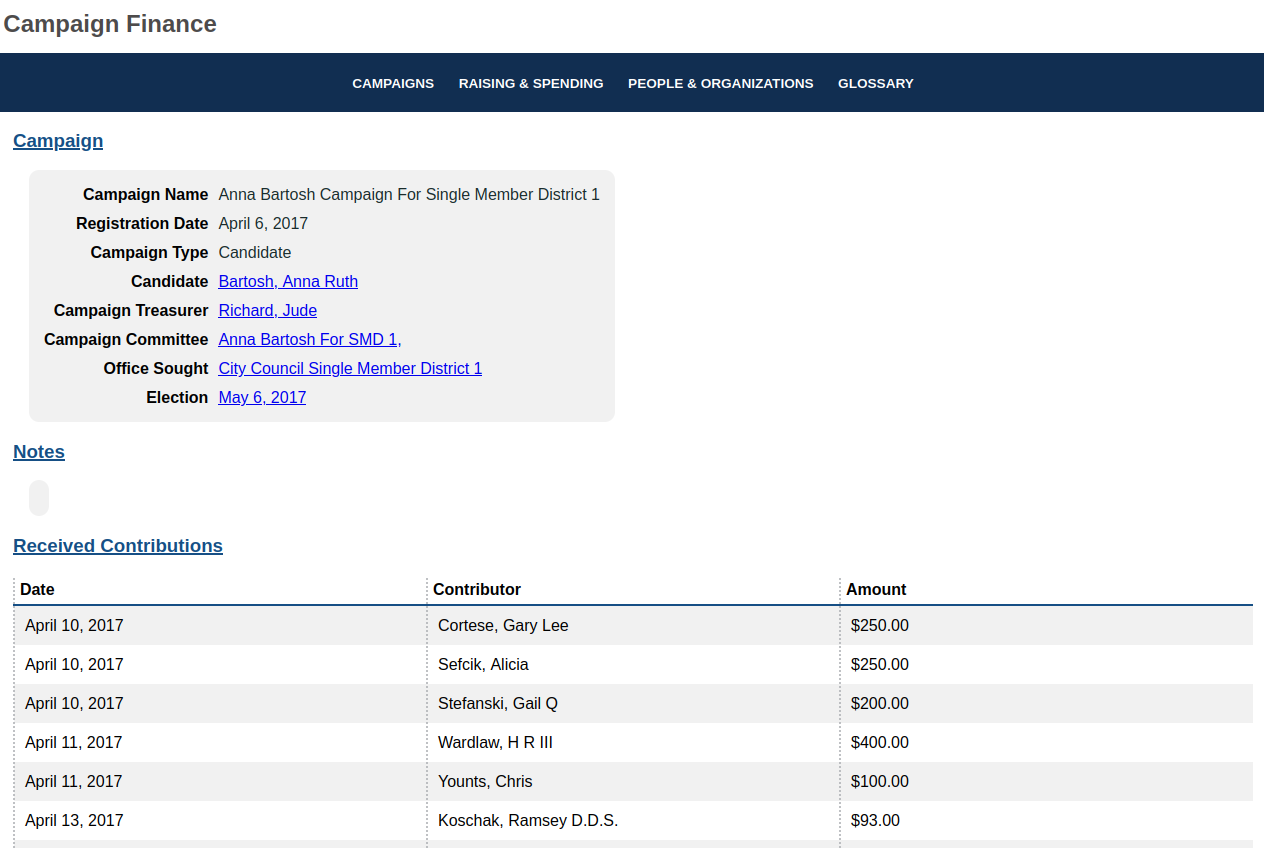 Campaign Finance
CAMPAIGNS RAISING & SPENDING PEOPLE & ORGANIZATIONS GLOSSARY
Campaign
Campaign Name Anna Bartosh Campaign For Single Member District 1
Registration Date April 6, 2017
Campaign Type Candidate
Candidate Bartosh, Anna Ruth
Campaign Treasurer Richard, Jude
Campaign Committee Anna Bartosh For SMD 1,
Office Sought City Council Single Member District 1
Election May 6, 2017
Notes
Received Contributions
Date Contributor Amount
April 10, 2017 Cortese, Gary Lee $250.00
April 10, 2017 Sefcik, Alicia $250.00
April 10, 2017 Stefanski, Gail Q $200.00
April 11, 2017 Wardlaw, H R III $400.00
April 11, 2017 Younts, Chris $100.00
April 13, 2017 Koschak, Ramsey D.D.S. $93.00